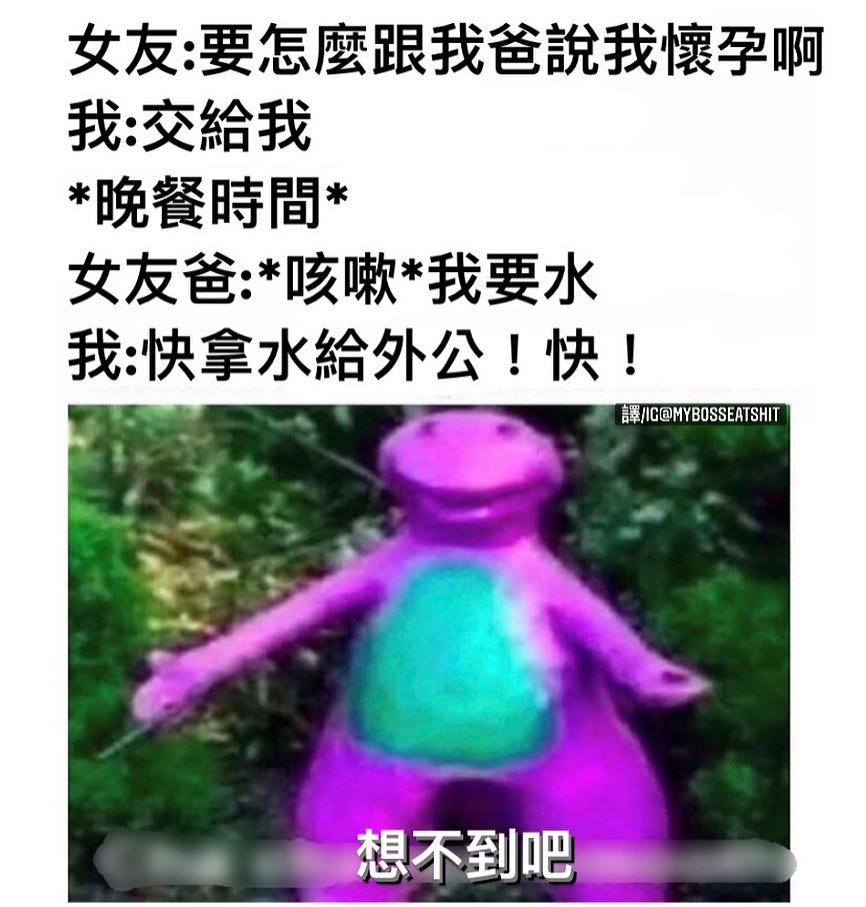 女友:要怎麼跟我爸說我懷孕啊
我:交給我
*晚餐時間*
女友爸:*咳嗽*我要水
我:快拿水給外公！快！
譯/IG@MYBOSSEATSHIT
想不到吧